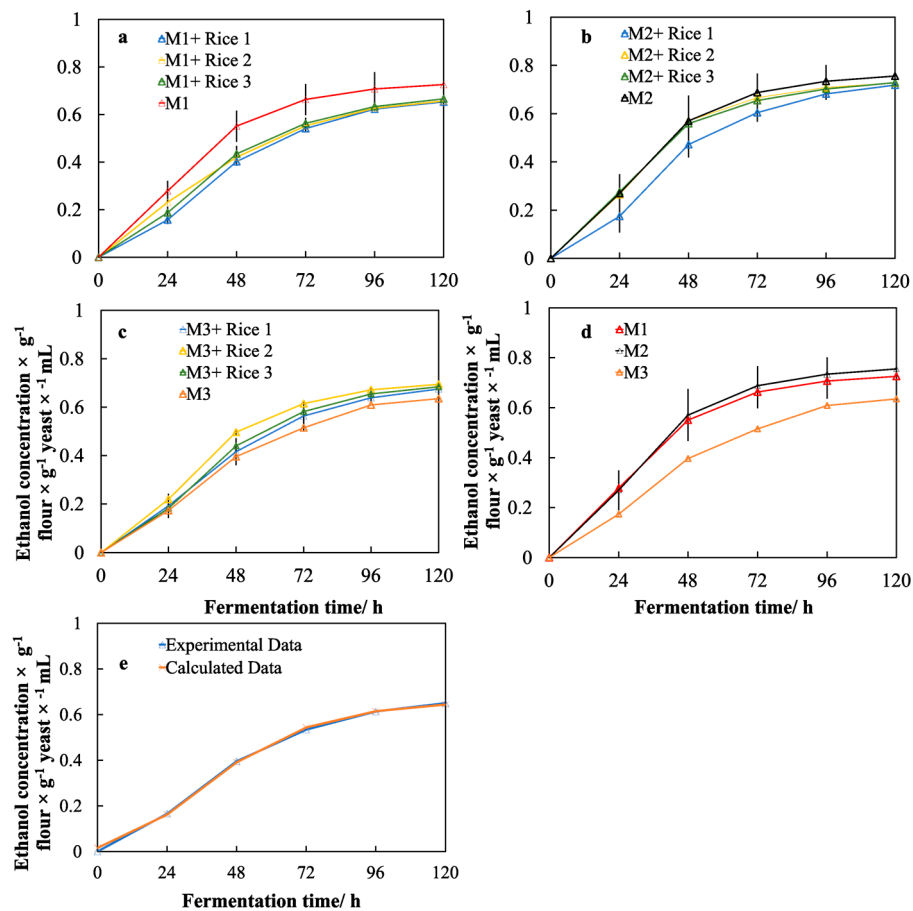 a
M1+ Rice 1
M1+ Rice 2
M1+ Rice 3
M1
1
0.8
0.6
0.4
0.2
0
0 24 48 72 96 120
b
M2+ Rice 1
M2+ Rice 2
M2+ Rice 3
M2
1
0.8
0.6
0.4
0.2
0
0 24 48 72 96 120
c
M3+ Rice 1
M3+ Rice 2
M3+ Rice 3
M3
Ethanol concentration × g⁻¹
flour × g⁻¹ yeast × ⁻¹ mL
1
0.8
0.6
0.4
0.2
0
0 24 48 72 96 120
Fermentation time/ h
d
M1
M2
M3
Ethanol concentration × g⁻¹
flour × g⁻¹ yeast × ⁻¹ mL
1
0.8
0.6
0.4
0.2
0
0 24 48 72 96 120
Fermentation time/ h
e
Experimental Data
Calculated Data
Ethanol concentration × g⁻¹
flour × g⁻¹ yeast × ⁻¹ mL
1
0.8
0.6
0.4
0.2
0
0 24 48 72 96 120
Fermentation time/ h